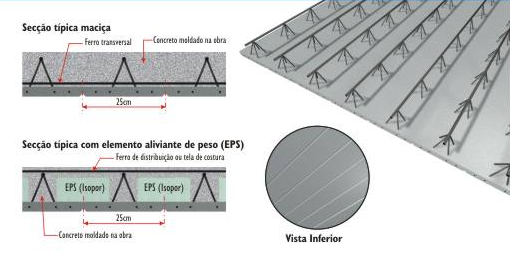 Secção típica maciça
Ferro transversal
Concreto moldado na obra
25cm
Secção típica com elemento aliviante de peso (EPS)
Ferro de distribuição ou tela de costura
EPS (Isopor)
EPS (Isopor)
25cm
Concreto moldado na obra
Vista Inferior